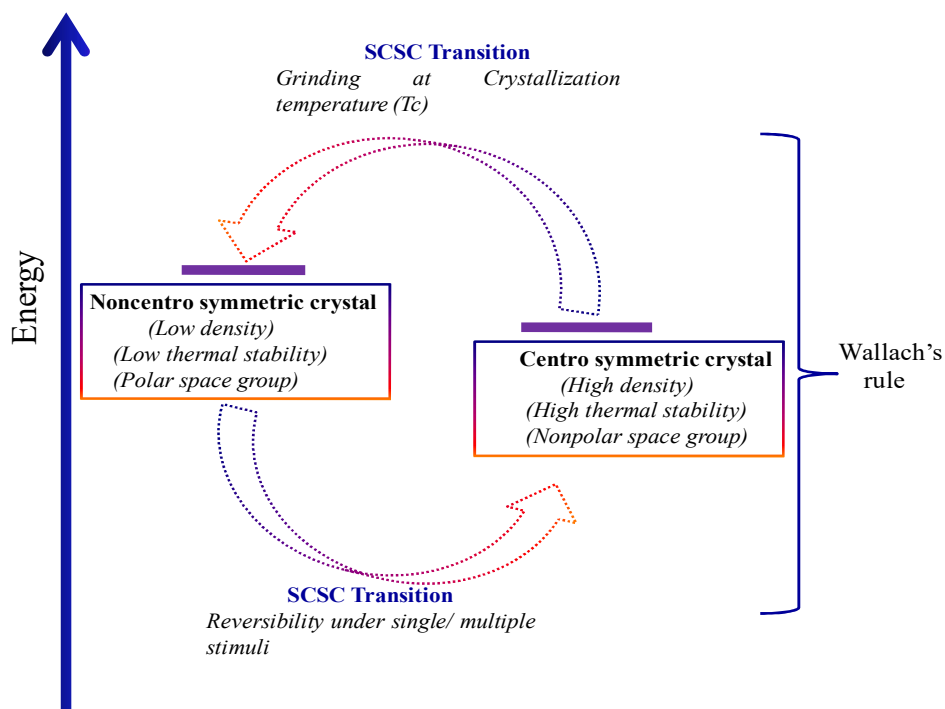 SCSC Transition
Grinding at Crystallization
temperature (Tc)
Energy
Noncentro symmetric crystal
(Low density)
(Low thermal stability)
(Polar space group)
Centro symmetric crystal
(High density)
(High thermal stability)
(Nonpolar space group)
Wallach’s
rule
SCSC Transition
Reversibility under single/ multiple
stimuli